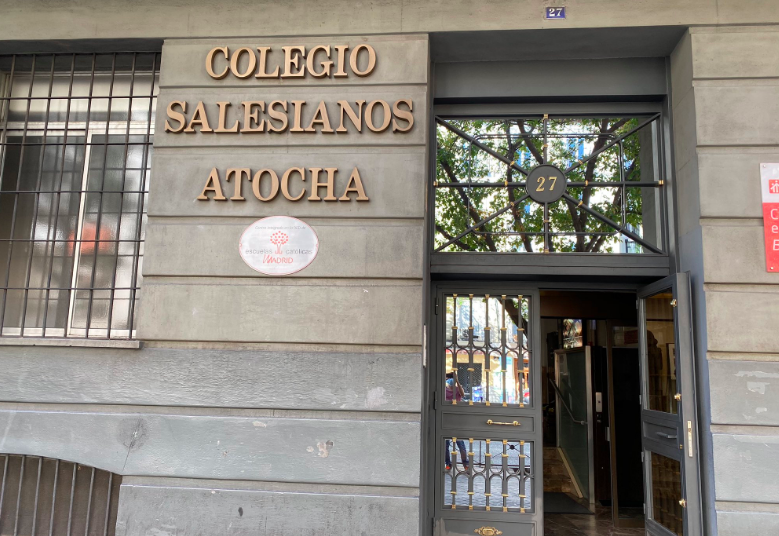 27
COLEGIO
SALESIANOS
ATOCHA
27
MADRID